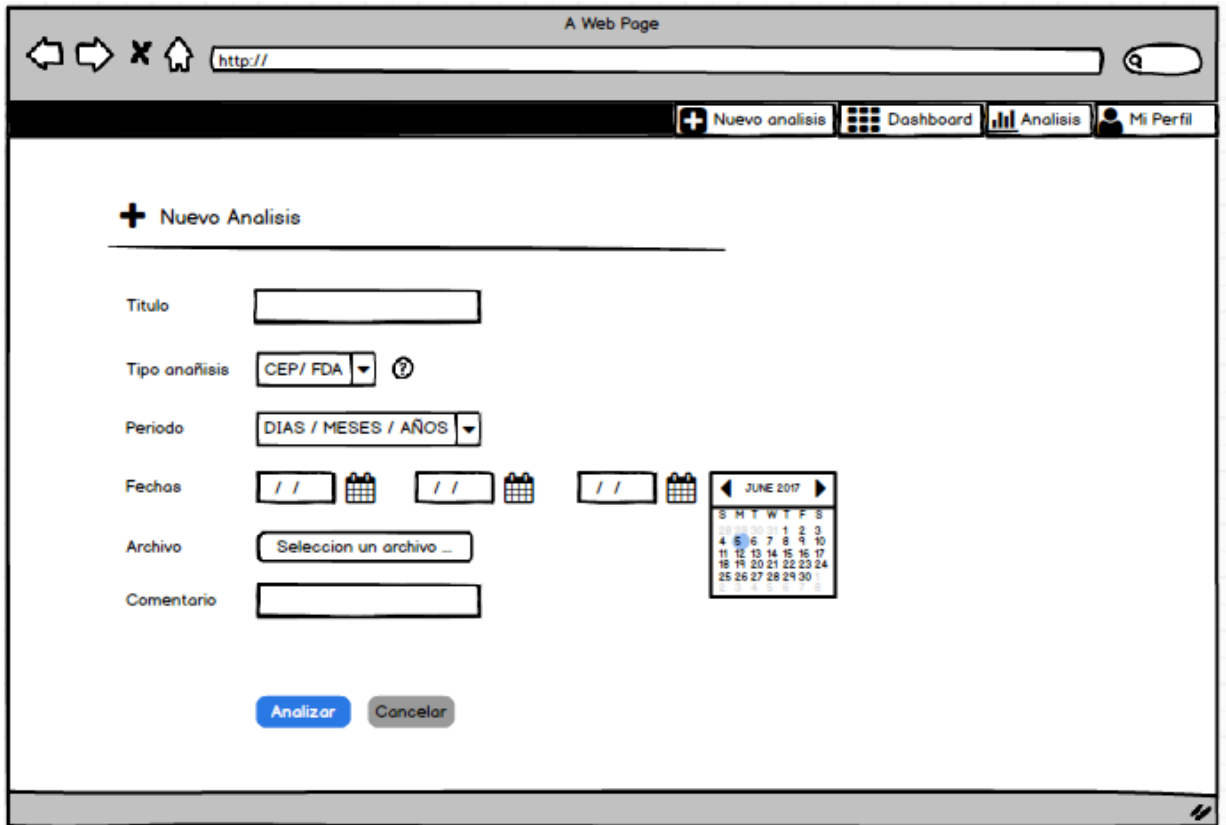 A Web Page
http://
Nuevo analisis Dashboard Analisis Mi Perfil
Nuevo Analisis
Titulo
Tipo anañisis CEP/ FDA ?
Periodo DIAS / MESES / AÑOS
Fechas / / / / / /
JUNE 2017
S M T W T F S
28 29 30 31 1 2 3
4 5 6 7 8 9 10
11 12 13 14 15 16 17
18 19 20 21 22 23 24
25 26 27 28 29 30 1
2 3 4 5 6 7 8
Archivo Seleccion un archivo ...
Comentario
Analizar Cancelar